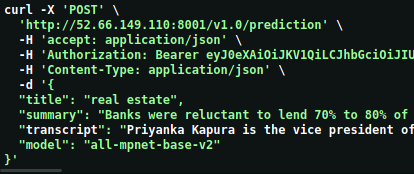 curl -X 'POST' \
  'http://52.66.149.110:8001/v1.0/prediction' \
  -H 'accept: application/json' \
  -H 'Authorization: Bearer eyJ0eXAiOiJKV1QiLCJhbGciOiJIU
  -H 'Content-Type: application/json' \
  -d '{
  "title": "real estate",
  "summary": "Banks were reluctant to lend 70% to 80% of
  "transcript": "Priyanka Kapura is the vice president of
  "model": "all-mpnet-base-v2"
}'